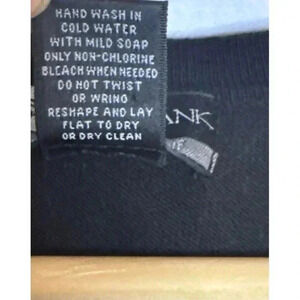 HAND WASH IN
COLD WATER
WITH MILD SOAP
ONLY NON-CHLORINE
BLEACH WHEN NEEDED
DO NOT TWIST
OR WRING
RESHAPE AND LAY
FLAT TO DRY
OR DRY CLEAN
ANK